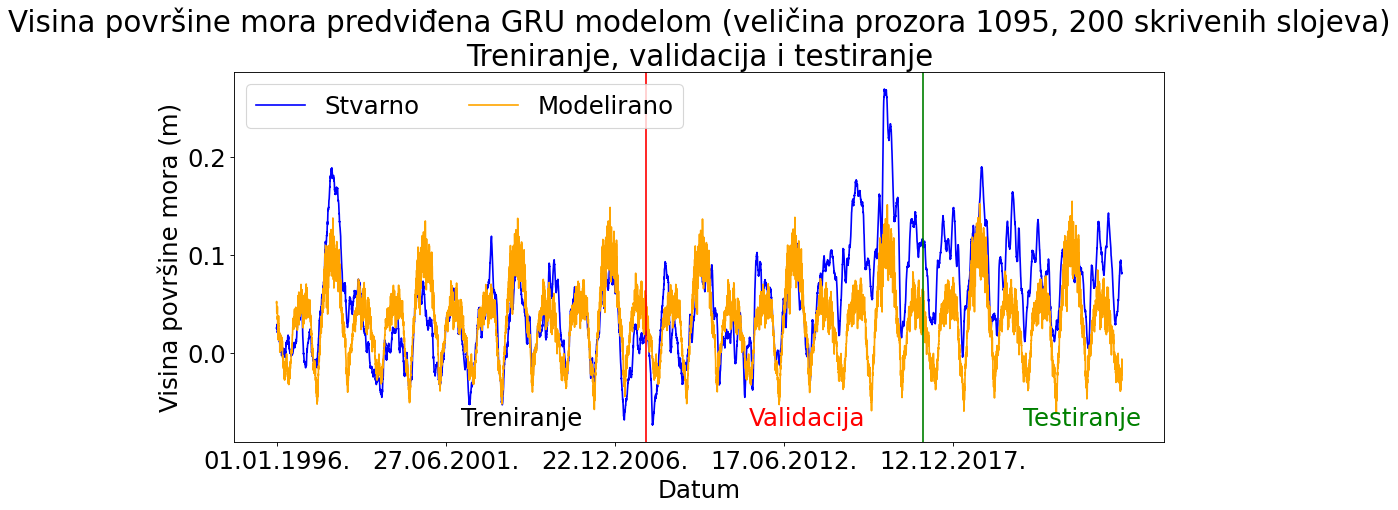 Visina površine mora predviđena GRU modelom (veličina prozora 1095, 200 skrivenih slojeva)
Treniranje, validacija i testiranje
Stvarno
Modelirano
Visina površine mora (m)
0.2
0.1
0.0
Treniranje
Validacija
Testiranje
01.01.1996.
27.06.2001.
22.12.2006.
17.06.2012.
12.12.2017.
Datum